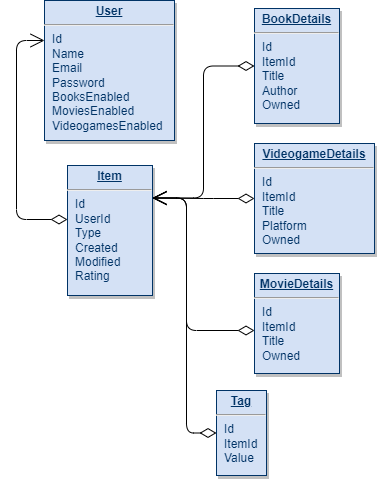 User
Id
Name
Email
Password
BooksEnabled
MoviesEnabled
VideogamesEnabled
Item
Id
UserId
Type
Created
Modified
Rating
BookDetails
Id
ItemId
Title
Author
Owned
VideogameDetails
Id
ItemId
Title
Platform
Owned
MovieDetails
Id
ItemId
Title
Owned
Tag
Id
ItemId
Value